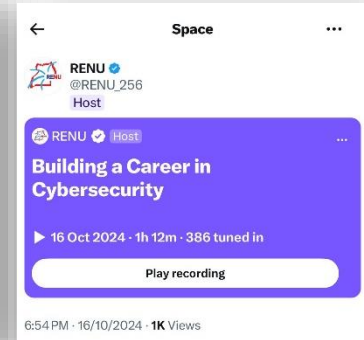 Space
RENU
@RENU_256
Host
RENU Host
Building a Career in
Cybersecurity
16 Oct 2024 · 1h 12m · 386 tuned in
Play recording
6:54 PM · 16/10/2024 · 1K Views